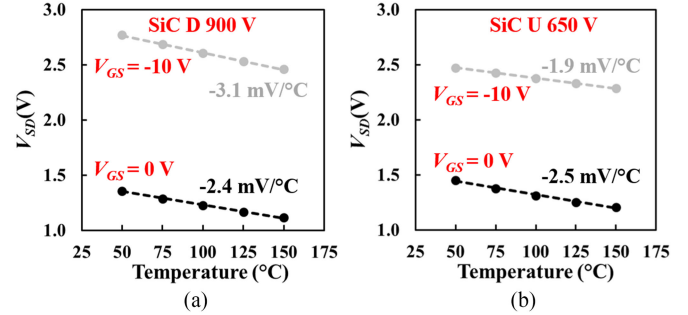 (a)
SiC D 900 V
3.0
2.5
2.0
1.5
1.0
V_SD(V)
V_GS = -10 V
-3.1 mV/°C
V_GS = 0 V
-2.4 mV/°C
25 50 75 100 125 150 175
Temperature (°C)
(a)
(b)
SiC U 650 V
3.0
2.5
2.0
1.5
1.0
-1.9 mV/°C
V_GS = -10 V
V_GS = 0 V
-2.5 mV/°C
25 50 75 100 125 150 175
Temperature (°C)
(b)